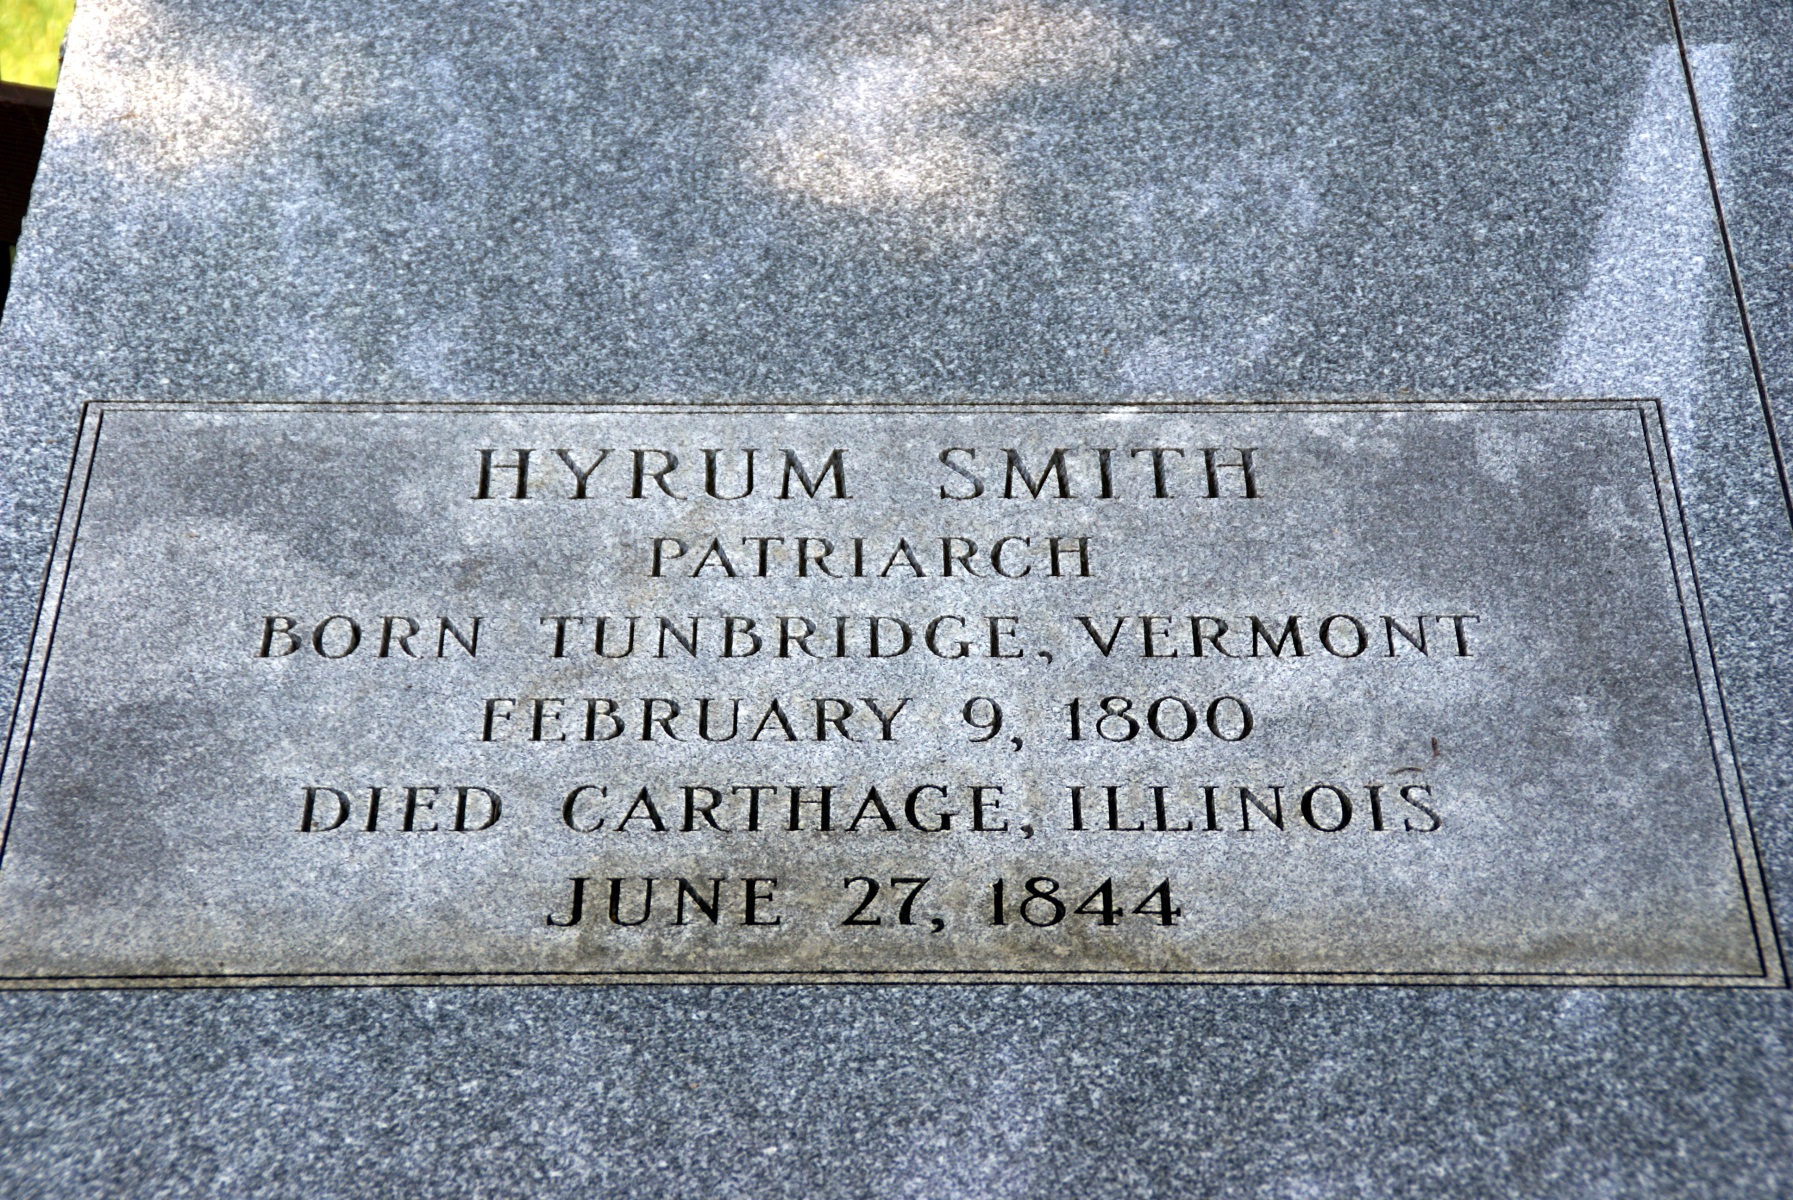 HYRUM SMITH
PATRIARCH
BORN TUNBRIDGE, VERMONT
FEBRUARY 9, 1800
DIED CARTHAGE, ILLINOIS
JUNE 27, 1844